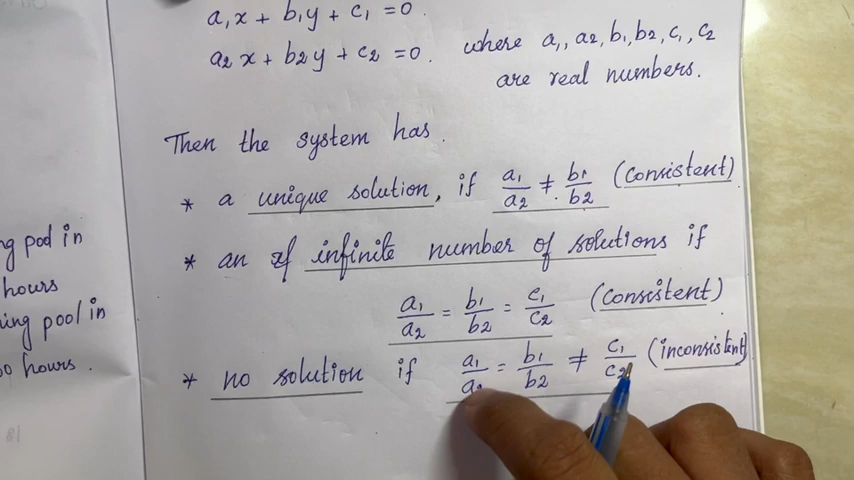 a₁x + b₁y + c₁ = 0.
a₂x + b₂y + c₂ = 0. where a₁, a₂, b₁, b₂, c₁, c₂
are real numbers.
Then the system has.
* a unique solution, if a₁/a₂ ≠ b₁/b₂ (consistent)
* an infinite number of solutions if
a₁/a₂ = b₁/b₂ = c₁/c₂ (consistent)
* no solution if a₁/a₂ = b₁/b₂ ≠ c₁/c₂ (inconsistent)
ng pool in
hours
ing pool in
hours.